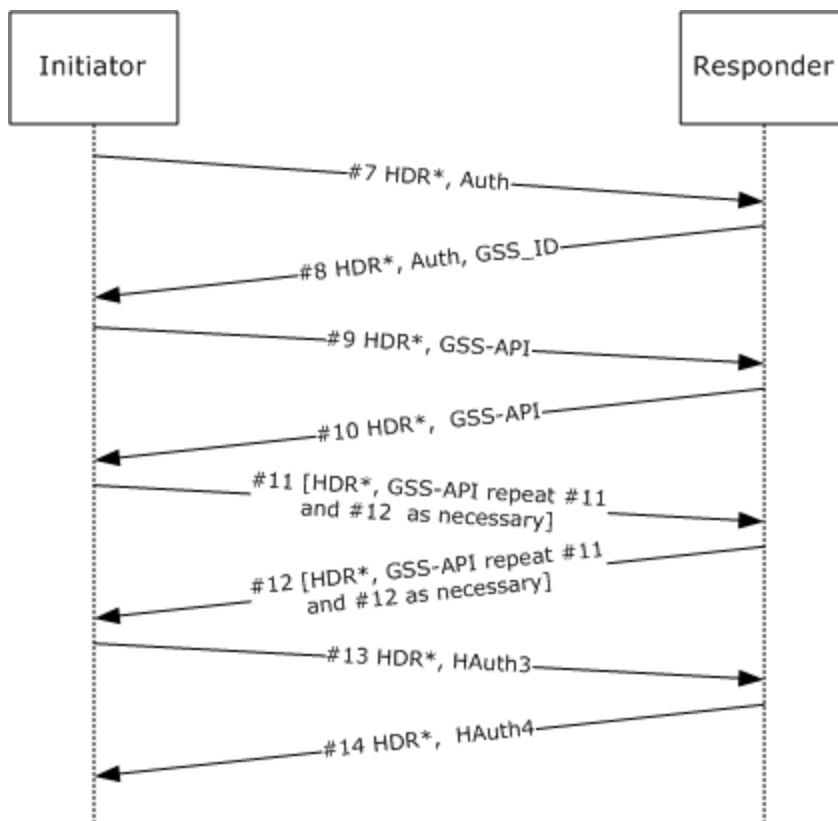 Initiator
Responder
#7 HDR*, Auth
#8 HDR*, Auth, GSS_ID
#9 HDR*, GSS-API
#10 HDR*, GSS-API
#11 [HDR*, GSS-API repeat #11
and #12 as necessary]
#12 [HDR*, GSS-API repeat #11
and #12 as necessary]
#13 HDR*, HAuth3
#14 HDR*, HAuth4